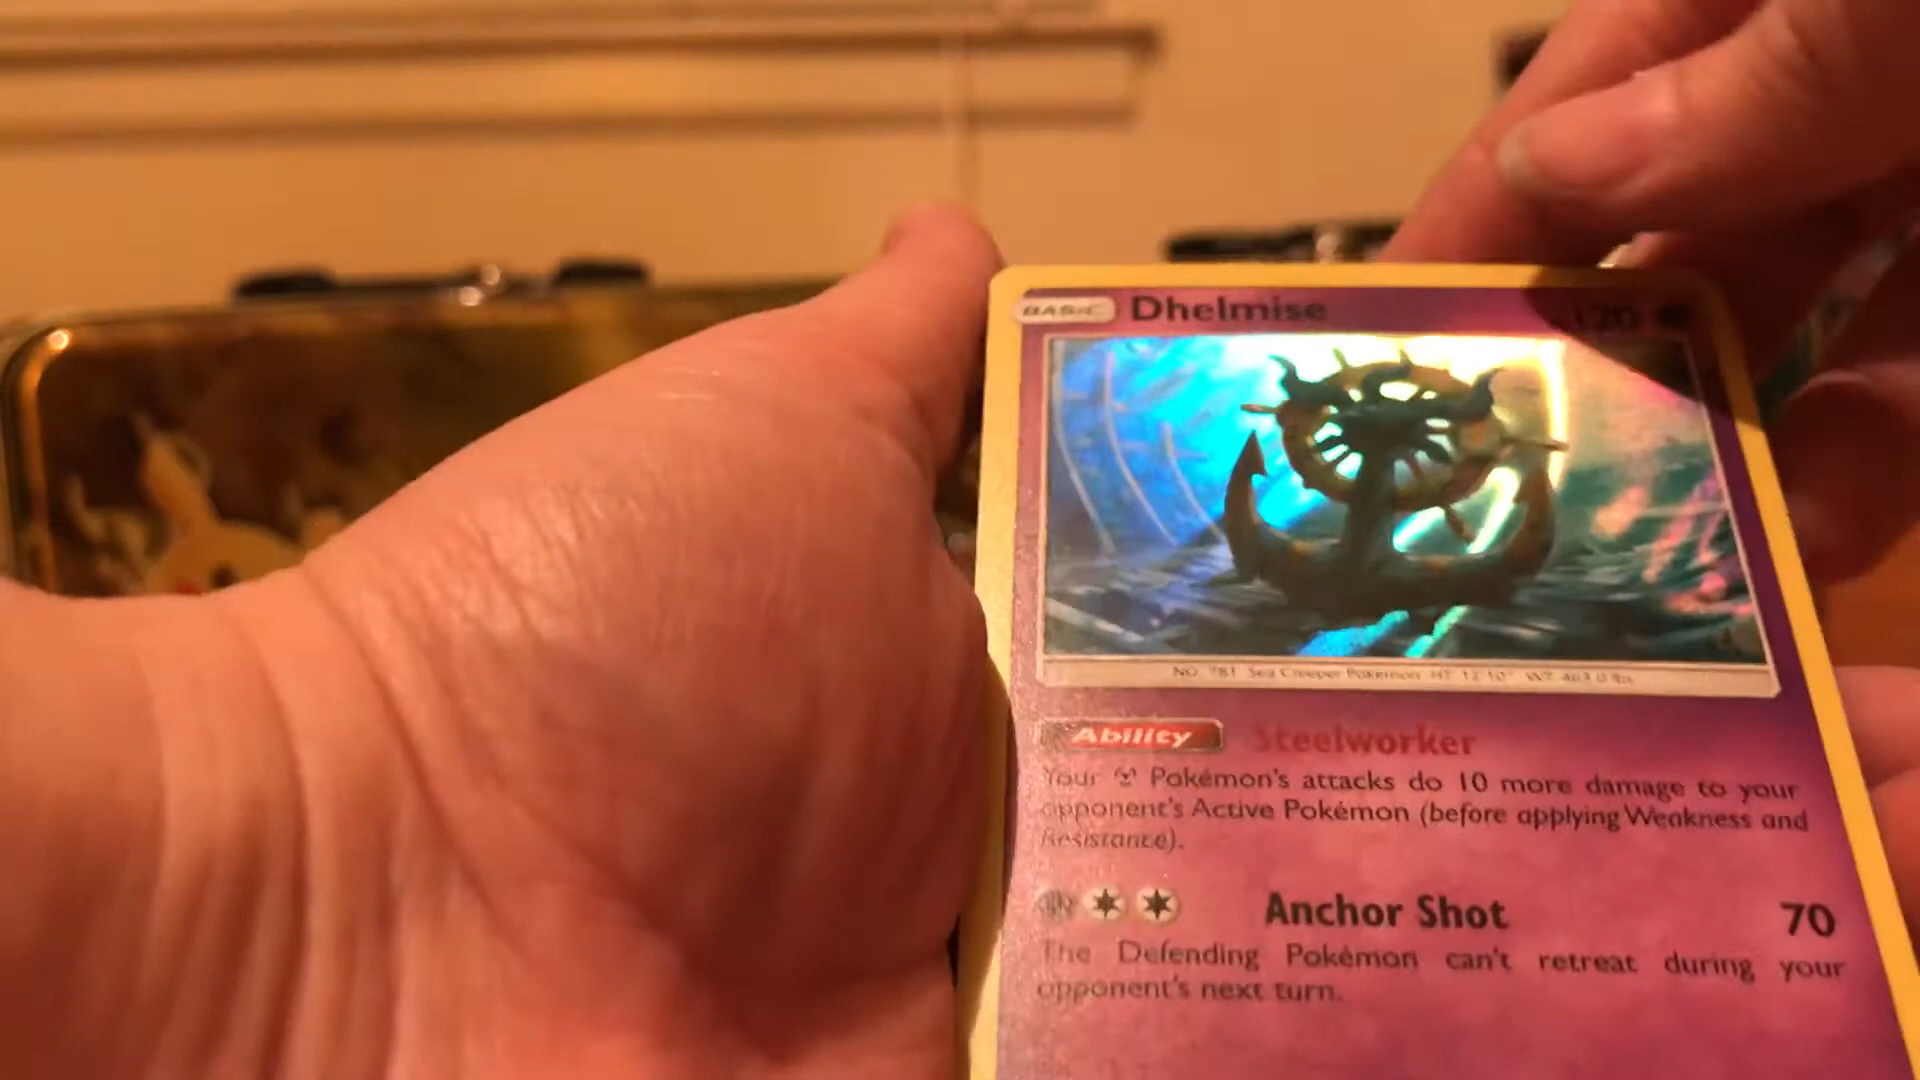 BASIC Dhelmise 120
NO. 781 Sea Creeper Pokémon HT 12'10" WT 463.0 lbs.
Ability Steelworker
Your Pokémon's attacks do 10 more damage to your
opponent's Active Pokémon (before applying Weakness and
Resistance).
Anchor Shot 70
The Defending Pokémon can't retreat during your
opponent's next turn.